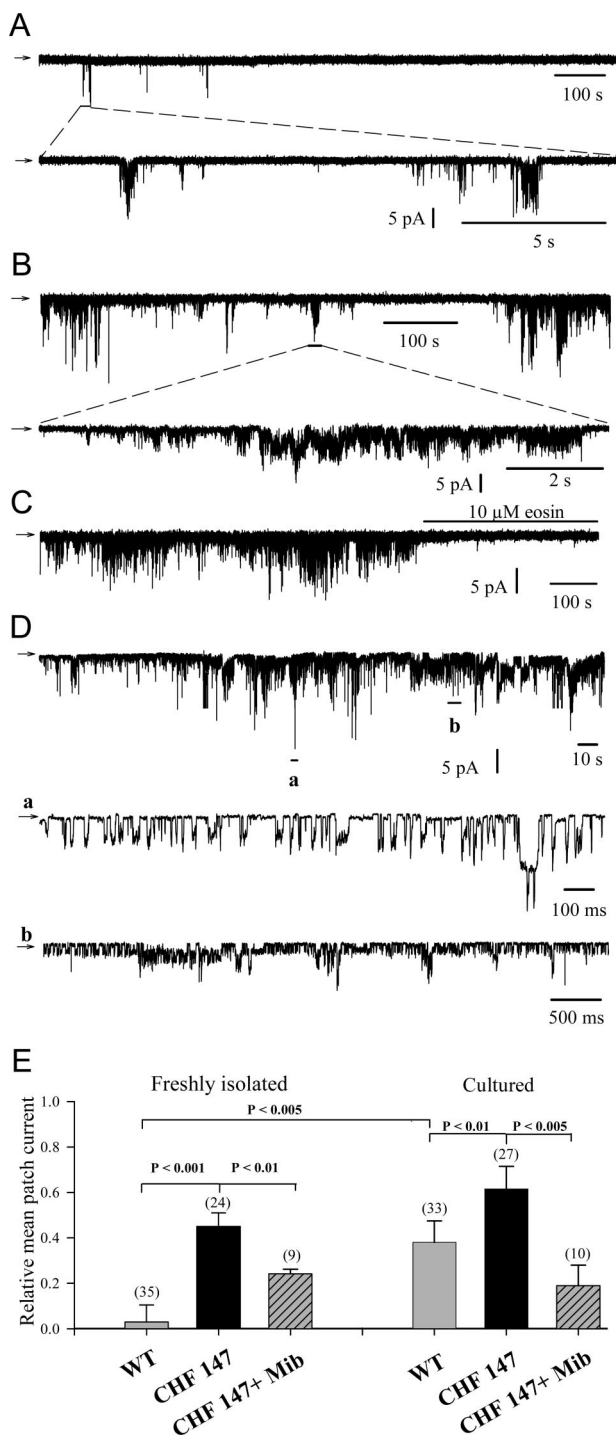 A
100 s
5 pA
5 s
B
100 s
5 pA
2 s
C
10 µM eosin
5 pA
100 s
D
b
a
5 pA
10 s
a
100 ms
b
500 ms
E
Freshly isolated
Cultured
Relative mean patch current
1.0
0.8
0.6
0.4
0.2
0.0
P < 0.005
P < 0.001
P < 0.01
P < 0.01
P < 0.005
(35)
(24)
(9)
(33)
(27)
(10)
WT
CHF 147
CHF 147+ Mib
WT
CHF 147
CHF 147+ Mib